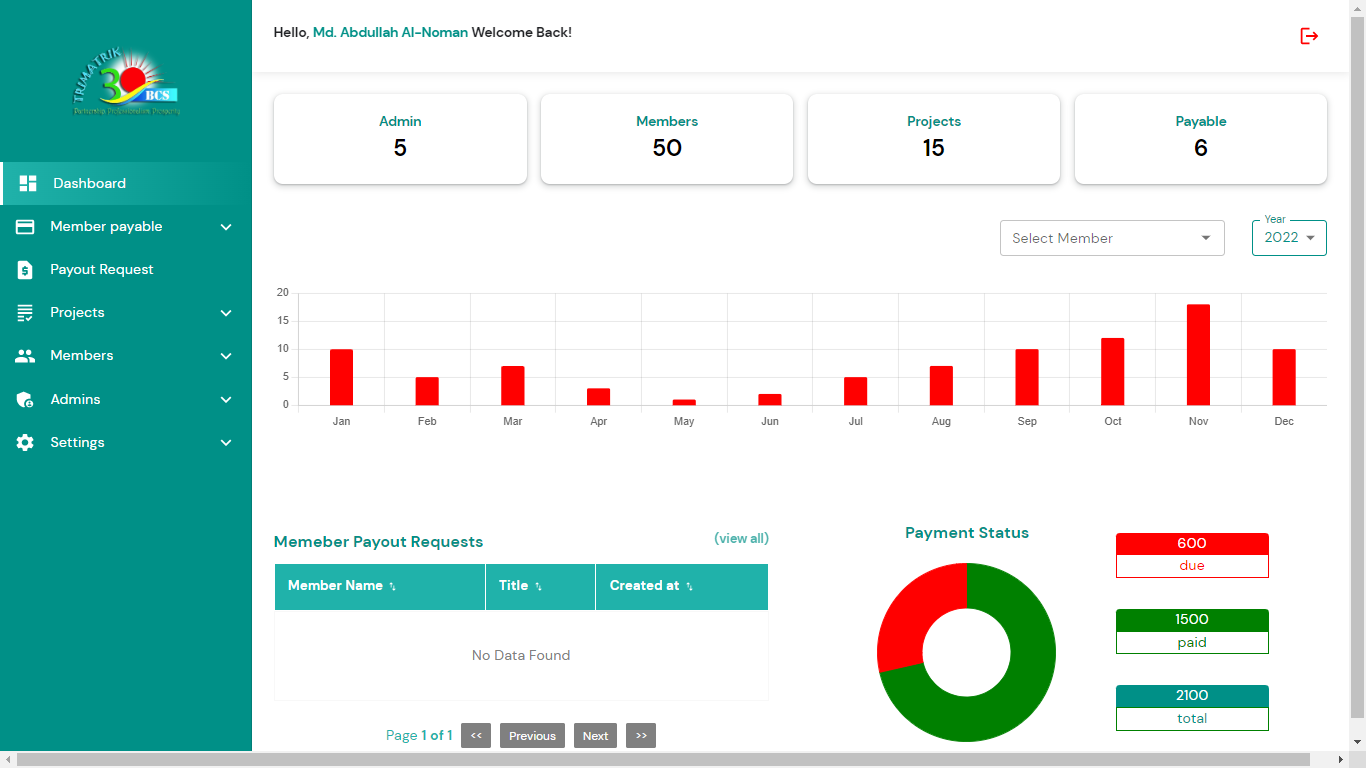 TRIMATRIK
30
BCS
Hello, Md. Abdullah Al-Noman Welcome Back!
Dashboard
Member payable
Payout Request
Projects
Members
Admins
Settings
Admin
5
Members
50
Projects
15
Payable
6
Select Member
Year
2022
20
15
10
5
0
Jan Feb Mar Apr May Jun Jul Aug Sep Oct Nov Dec
Memeber Payout Requests
(view all)
Member Name Title Created at
No Data Found
Page 1 of 1 << Previous Next >>
Payment Status
600
due
1500
paid
2100
total